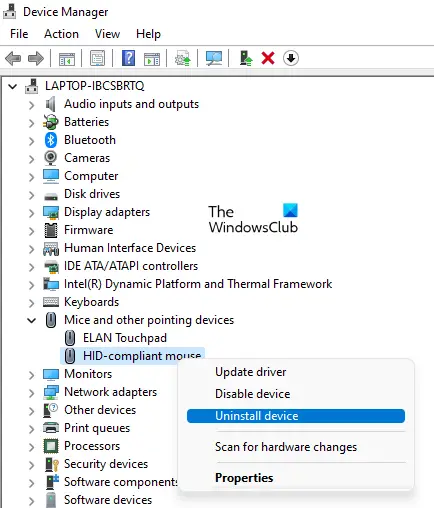 Device Manager
File Action View Help
LAPTOP-IBCSBRTQ
Audio inputs and outputs
Batteries
Bluetooth
Cameras
Computer
Disk drives
Display adapters
Firmware
Human Interface Devices
IDE ATA/ATAPI controllers
Intel(R) Dynamic Platform and Thermal Framework
Keyboards
Mice and other pointing devices
ELAN Touchpad
HID-compliant mouse
Monitors
Network adapters
Other devices
Print queues
Processors
Security devices
Software components
Software devices
The
WindowsClub
Update driver
Disable device
Uninstall device
Scan for hardware changes
Properties